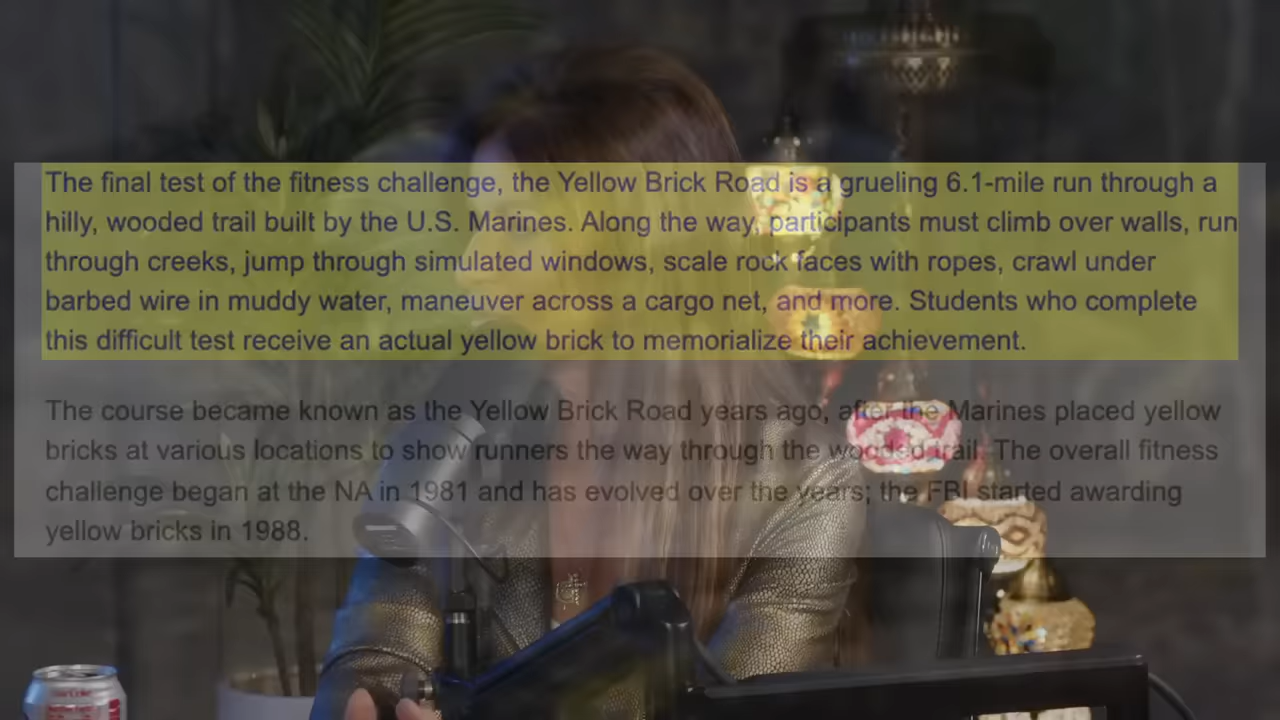 The final test of the fitness challenge, the Yellow Brick Road is a grueling 6.1-mile run through a
hilly, wooded trail built by the U.S. Marines. Along the way, participants must climb over walls, run
through creeks, jump through simulated windows, scale rock faces with ropes, crawl under
barbed wire in muddy water, maneuver across a cargo net, and more. Students who complete
this difficult test receive an actual yellow brick to memorialize their achievement.
The course became known as the Yellow Brick Road years ago, after the Marines placed yellow
bricks at various locations to show runners the way through the wooded trail. The overall fitness
challenge began at the NA in 1981 and has evolved over the years; the FBI started awarding
yellow bricks in 1988.